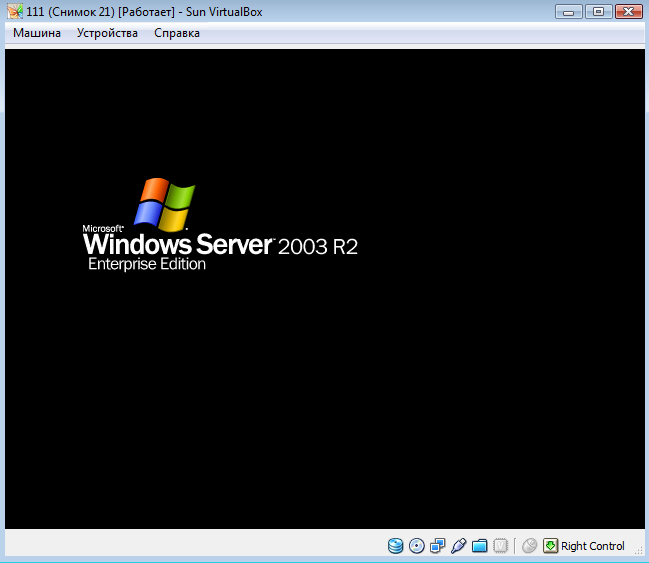 111 (Снимок 21) [Работает] - Sun VirtualBox
Машина Устройства Справка
Microsoft
Windows Server 2003 R2
Enterprise Edition
Right Control